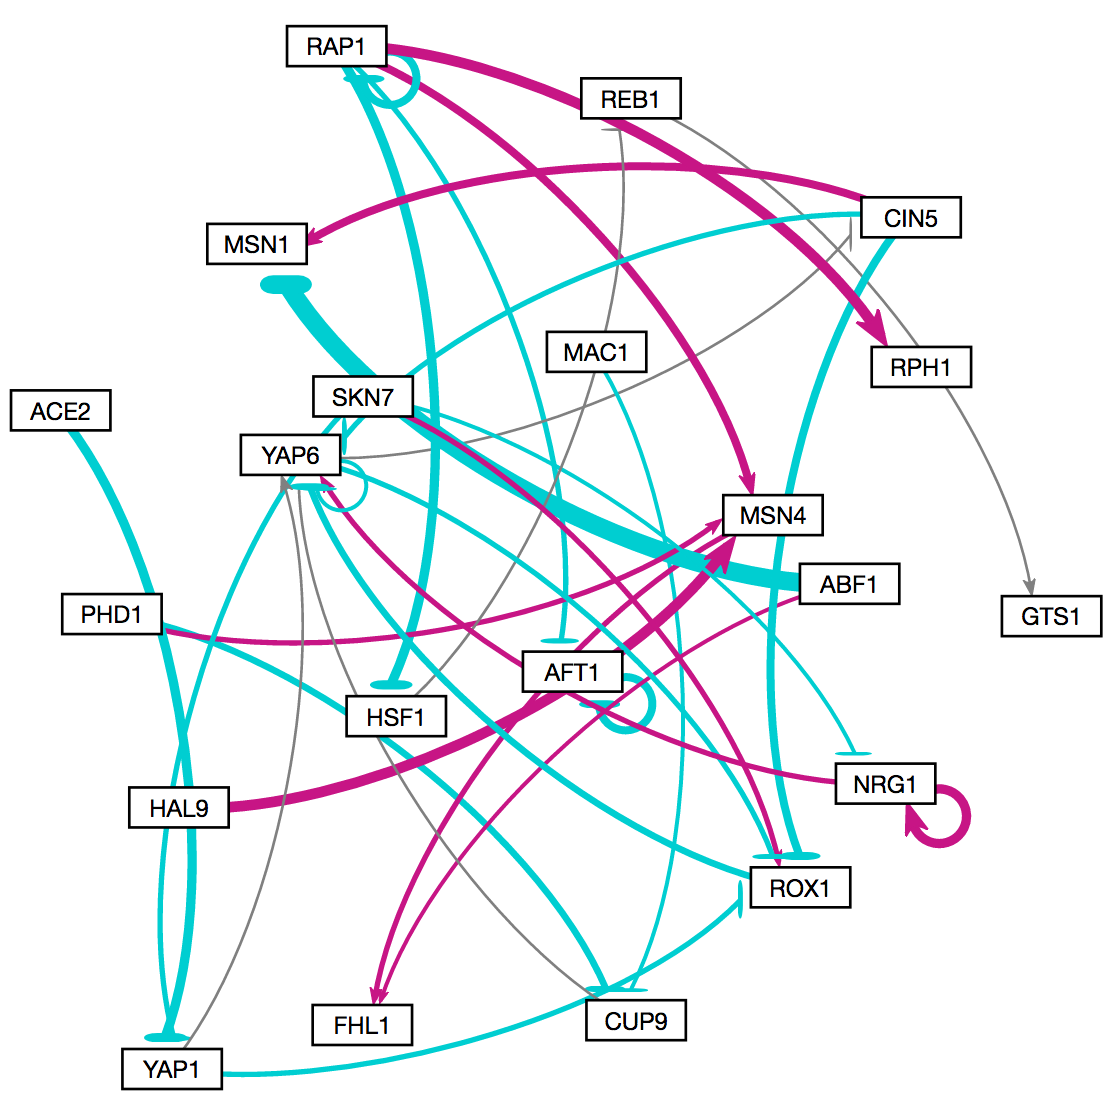 RAP1
REB1
CIN5
MSN1
MAC1
RPH1
SKN7
ACE2
YAP6
MSN4
ABF1
PHD1
GTS1
AFT1
HSF1
NRG1
HAL9
ROX1
CUP9
FHL1
YAP1